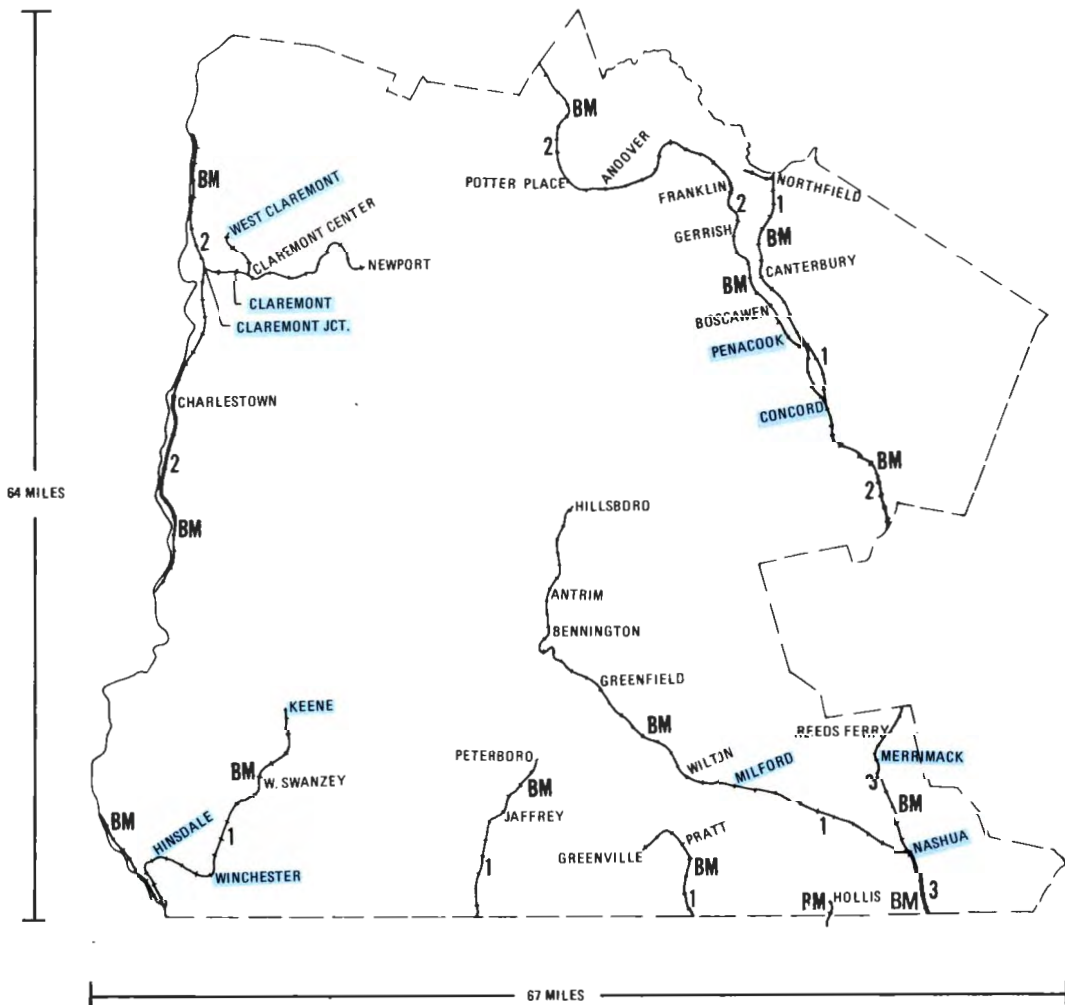 BM
2
POTTER PLACE
ANDOVER
FRANKLIN
2
NORTHFIELD
1
GERRISH
BM
CANTERBURY
BM
BOSCAWEN
PENACOOK
1
CONCORD
BM
2
BM
2
WEST CLAREMONT
CLAREMONT CENTER
NEWPORT
CLAREMONT
CLAREMONT JCT.
CHARLESTOWN
2
BM
64 MILES
HILLSBORO
ANTRIM
BENNINGTON
GREENFIELD
BM
WILTON
MILFORD
1
REEDS FERRY
MERRIMACK
3
BM
NASHUA
3
BM
KEENE
BM
W. SWANZEY
1
HINSDALE
BM
WINCHESTER
PETERBORO
BM
JAFFREY
1
PRATT
GREENVILLE
BM
1
BM
HOLLIS
67 MILES